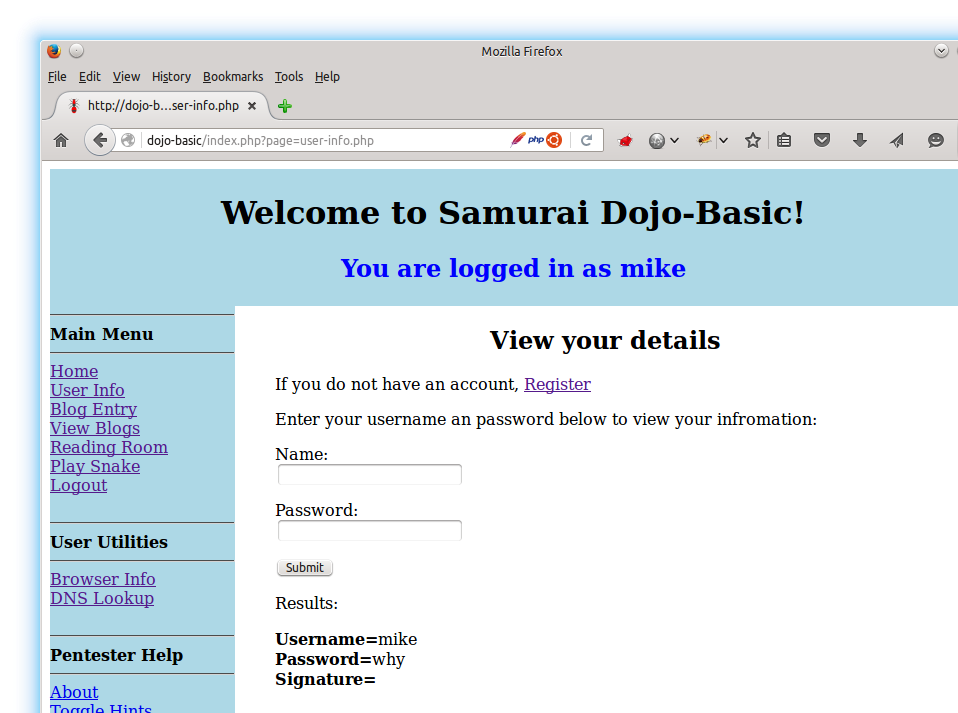 Mozilla Firefox
File Edit View History Bookmarks Tools Help
http://dojo-b...ser-info.php
dojo-basic/index.php?page=user-info.php php
Welcome to Samurai Dojo-Basic!
You are logged in as mike
Main Menu
Home
User Info
Blog Entry
View Blogs
Reading Room
Play Snake
Logout
User Utilities
Browser Info
DNS Lookup
Pentester Help
About
Toggle Hints
View your details
If you do not have an account, Register
Enter your username an password below to view your infromation:
Name:
Password:
Submit
Results:
Username=mike
Password=why
Signature=